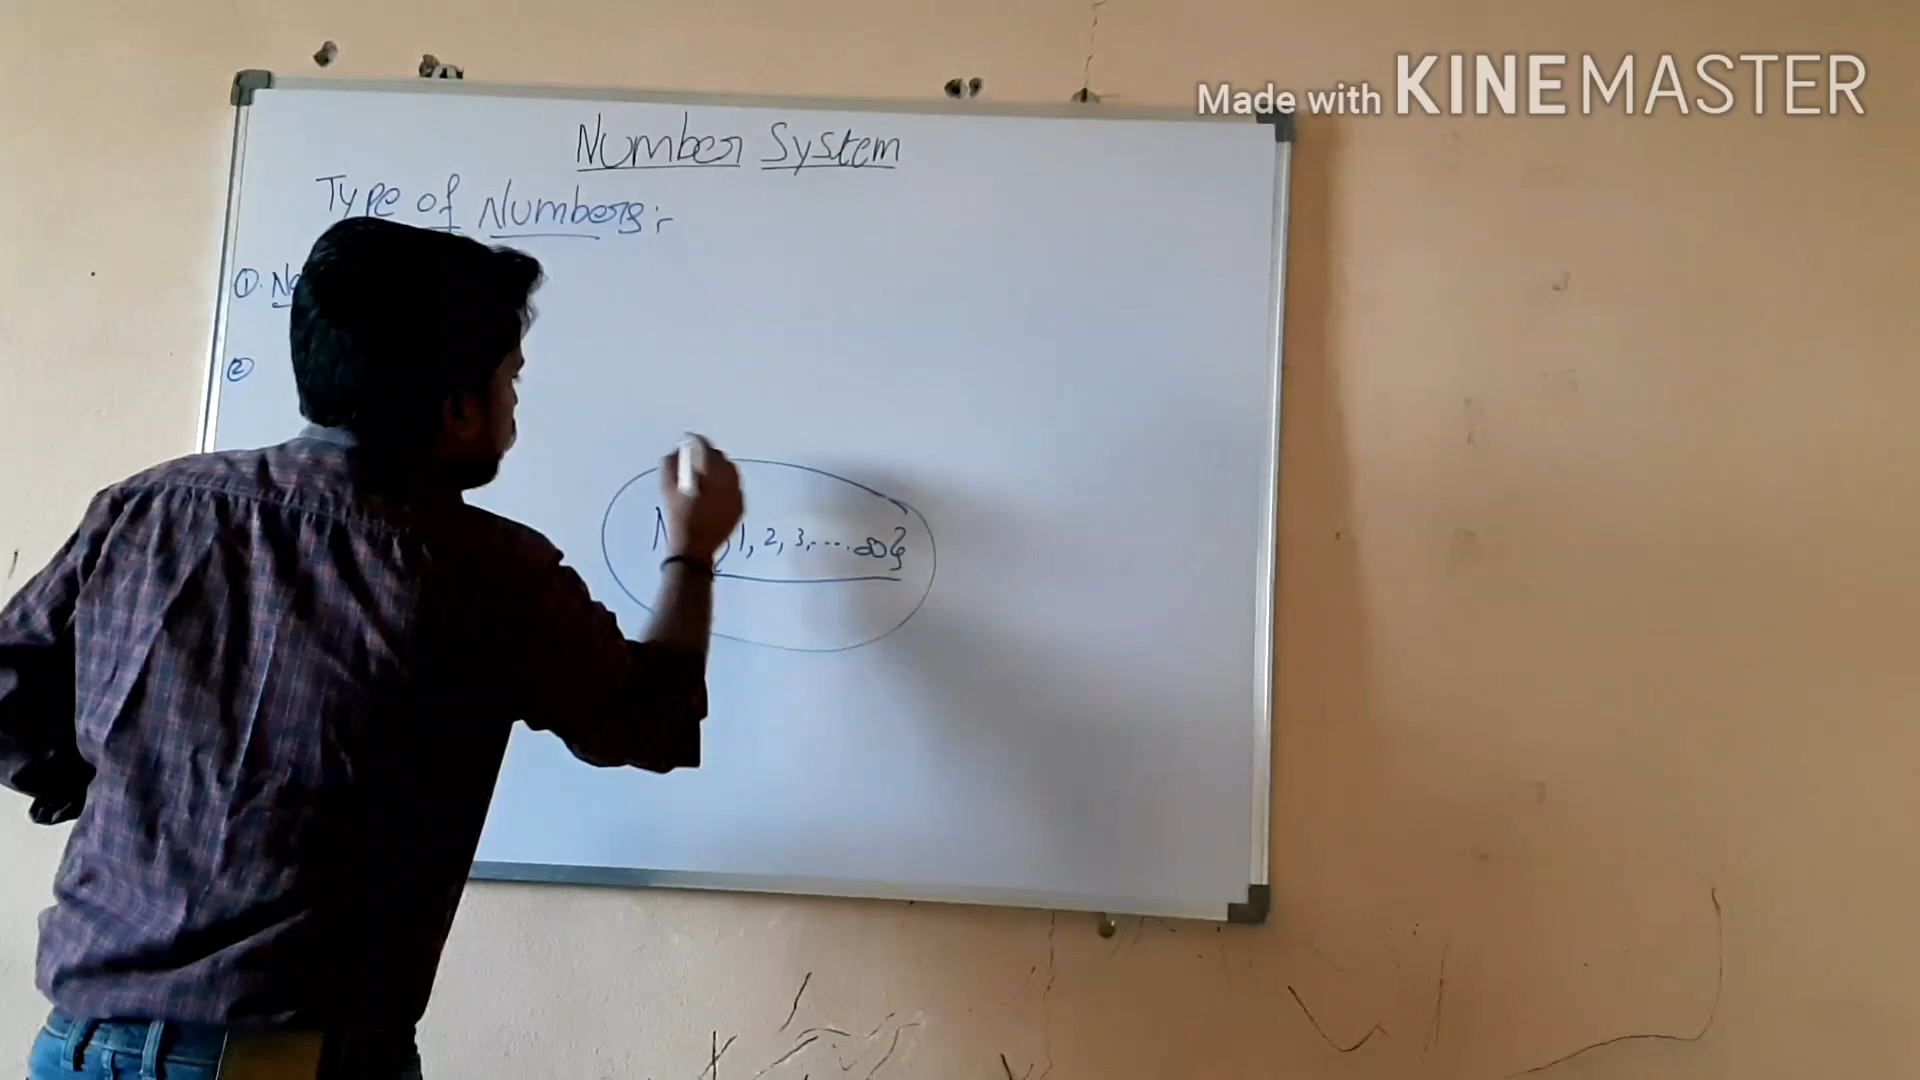 Made with KINEMASTER
Number System
Type of Numbers:-
①.
②
1, 2, 3, .... ∞}